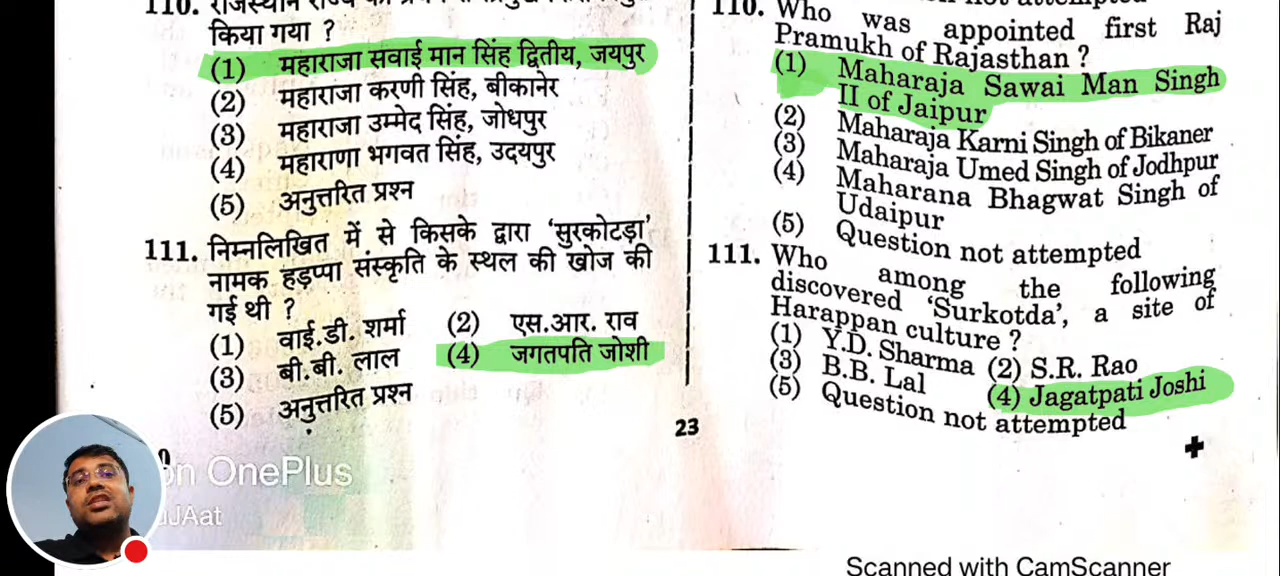 110.
किया गया ?
(1) महाराजा सवाई मान सिंह द्वितीय, जयपुर
(2) महाराजा करणी सिंह, बीकानेर
(3) महाराजा उम्मेद सिंह, जोधपुर
(4) महाराणा भगवत सिंह, उदयपुर
(5) अनुत्तरित प्रश्न
111. निम्नलिखित में से किसके द्वारा ‘सुरकोटड़ा’
नामक हड़प्पा संस्कृति के स्थल की खोज की
गई थी ?
(1) वाई.डी. शर्मा (2) एस.आर. राव
(3) बी.बी. लाल (4) जगतपति जोशी
(5) अनुत्तरित प्रश्न
on OnePlus
JAat
110. Who was appointed first Raj
Pramukh of Rajasthan ?
(1) Maharaja Sawai Man Singh
II of Jaipur
(2) Maharaja Karni Singh of Bikaner
(3) Maharaja Umed Singh of Jodhpur
(4) Maharana Bhagwat Singh of
Udaipur
(5) Question not attempted
111. Who among the following
discovered ‘Surkotda’, a site of
Harappan culture ?
(1) Y.D. Sharma (2) S.R. Rao
(3) B.B. Lal (4) Jagatpati Joshi
(5) Question not attempted
23
Scanned with CamScanner